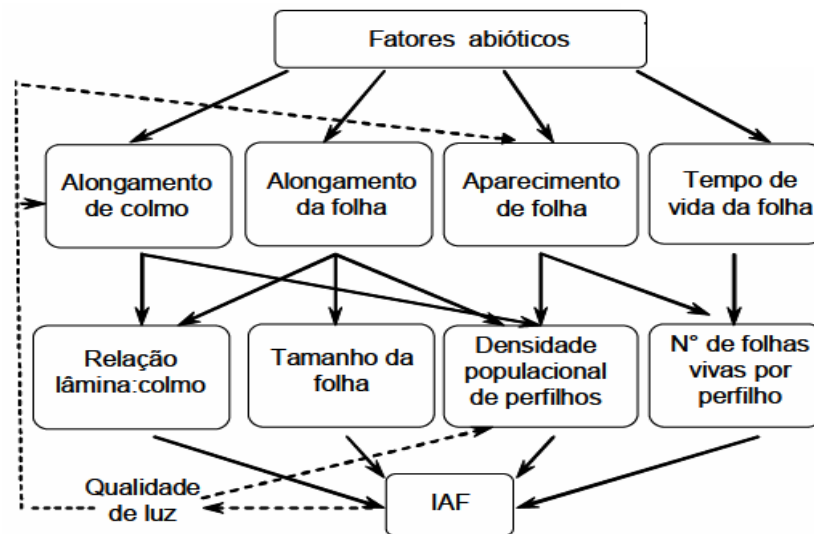 Fatores abióticos
Alongamento
de colmo
Alongamento
da folha
Aparecimento
de folha
Tempo de
vida da folha
Relação
lâmina:colmo
Tamanho da
folha
Densidade
populacional
de perfilhos
N° de folhas
vivas por
perfilho
Qualidade
de luz
IAF